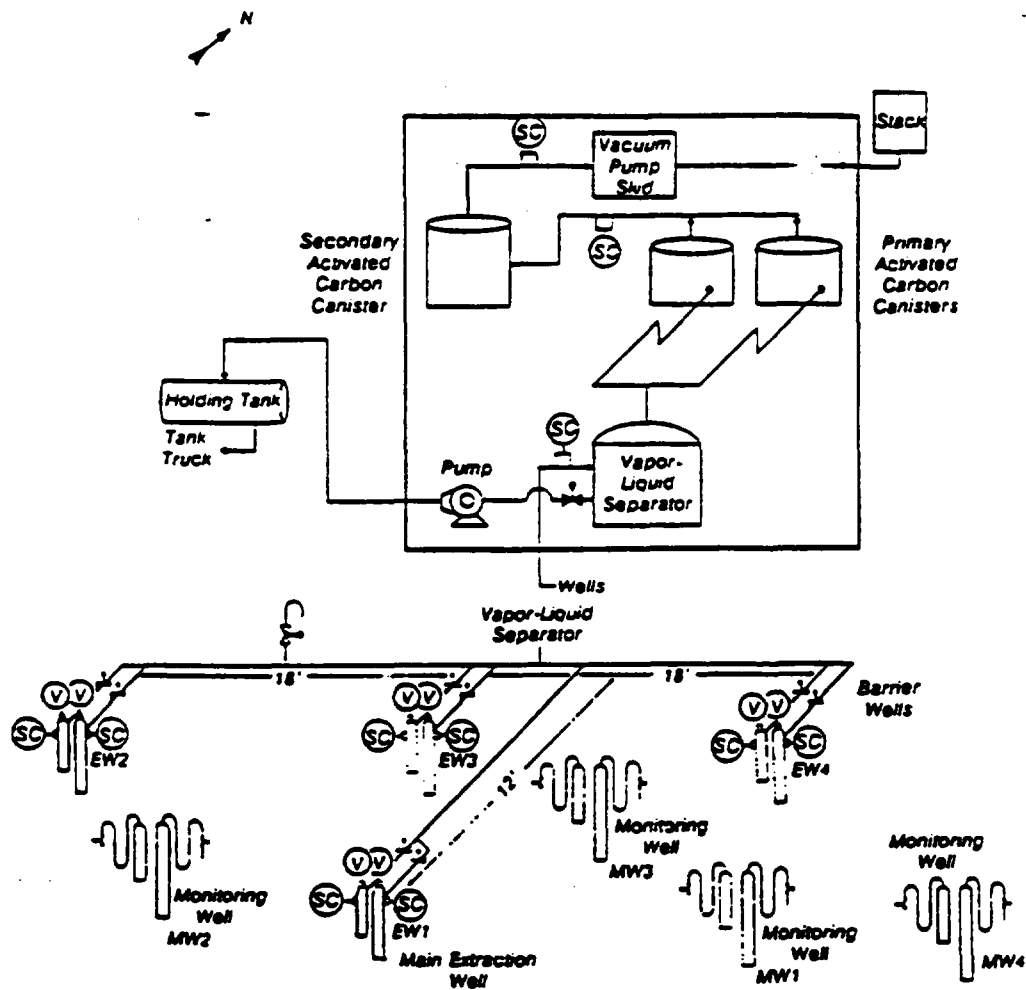 N
Stack
SC
Vacuum
Pump
Skid
Secondary
Activated
Carbon
Canister
SC
Primary
Activated
Carbon
Canisters
Holding Tank
Tank
Truck
SC
Pump
C
Vapor-
Liquid
Separator
Wells
Vapor-Liquid
Separator
18'
18'
Barrier
Wells
V V
SC SC
EW2
V V
SC SC
EW3
V V
SC SC
EW4
12'
Monitoring
Well
MW2
V V
SC SC
EW1
Main Extraction
Well
Monitoring
Well
MW3
Monitoring
Well
MW1
Monitoring
Well
MW4